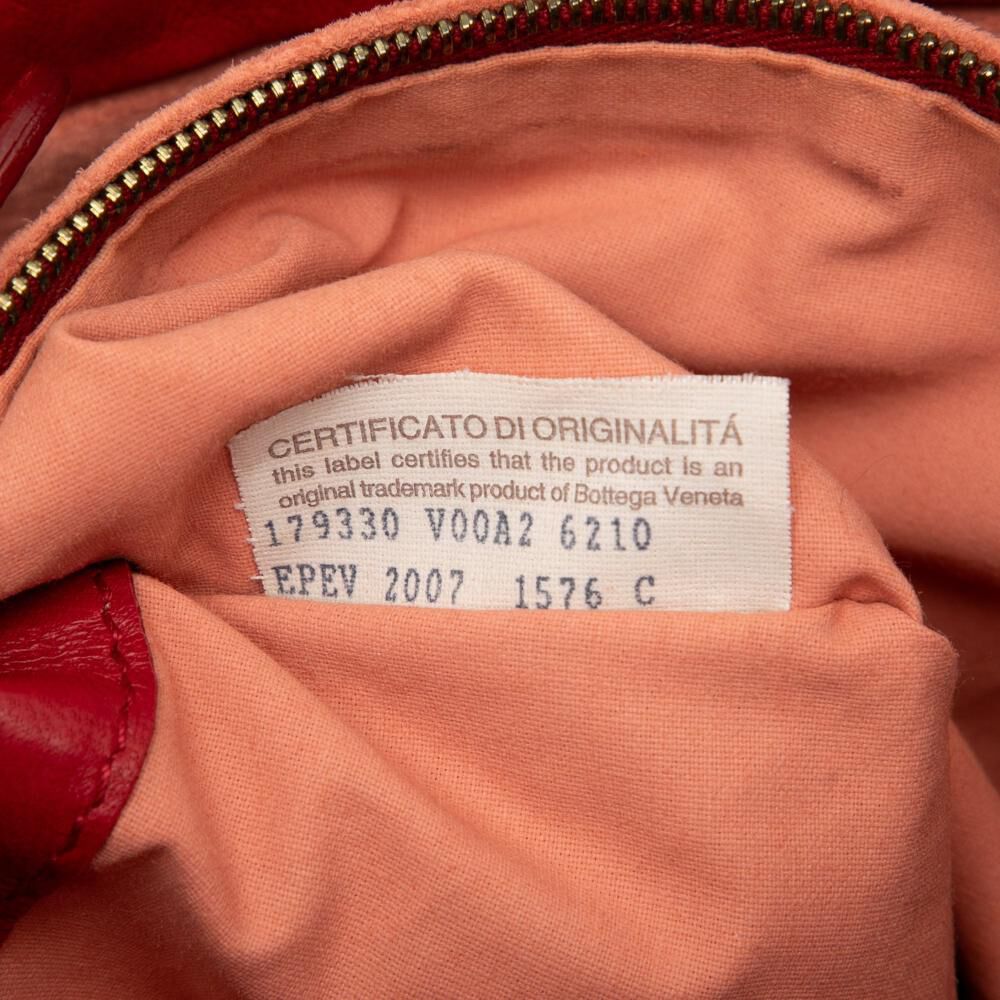 CERTIFICATO DI ORIGINALITÁ
this label certifies that the product is an
original trademark product of Bottega Veneta
179330 V00A2 6210
EPEV 2007 1576 C